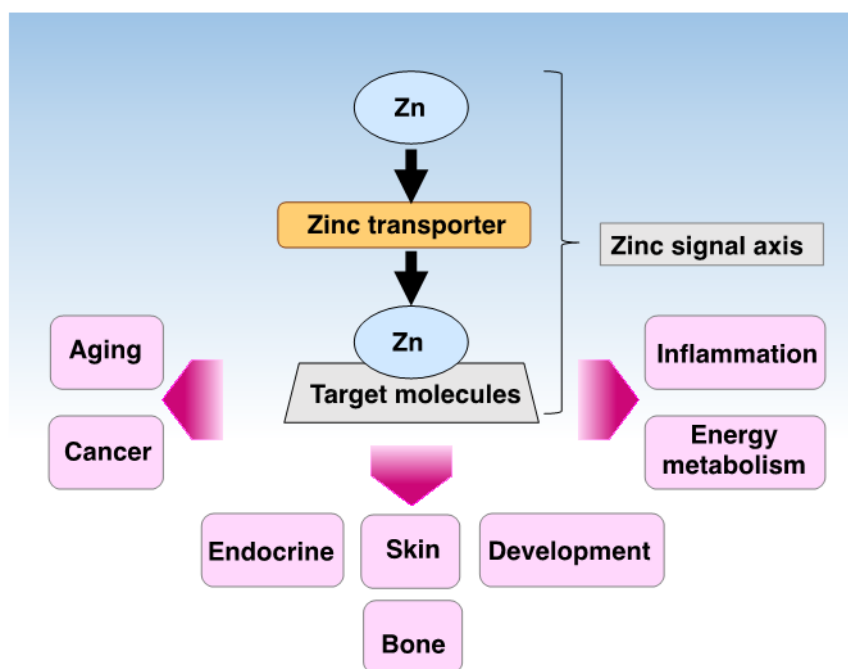 Zn
Zinc transporter
Zinc signal axis
Zn
Target molecules
Aging
Cancer
Inflammation
Energy
metabolism
Endocrine
Skin
Development
Bone